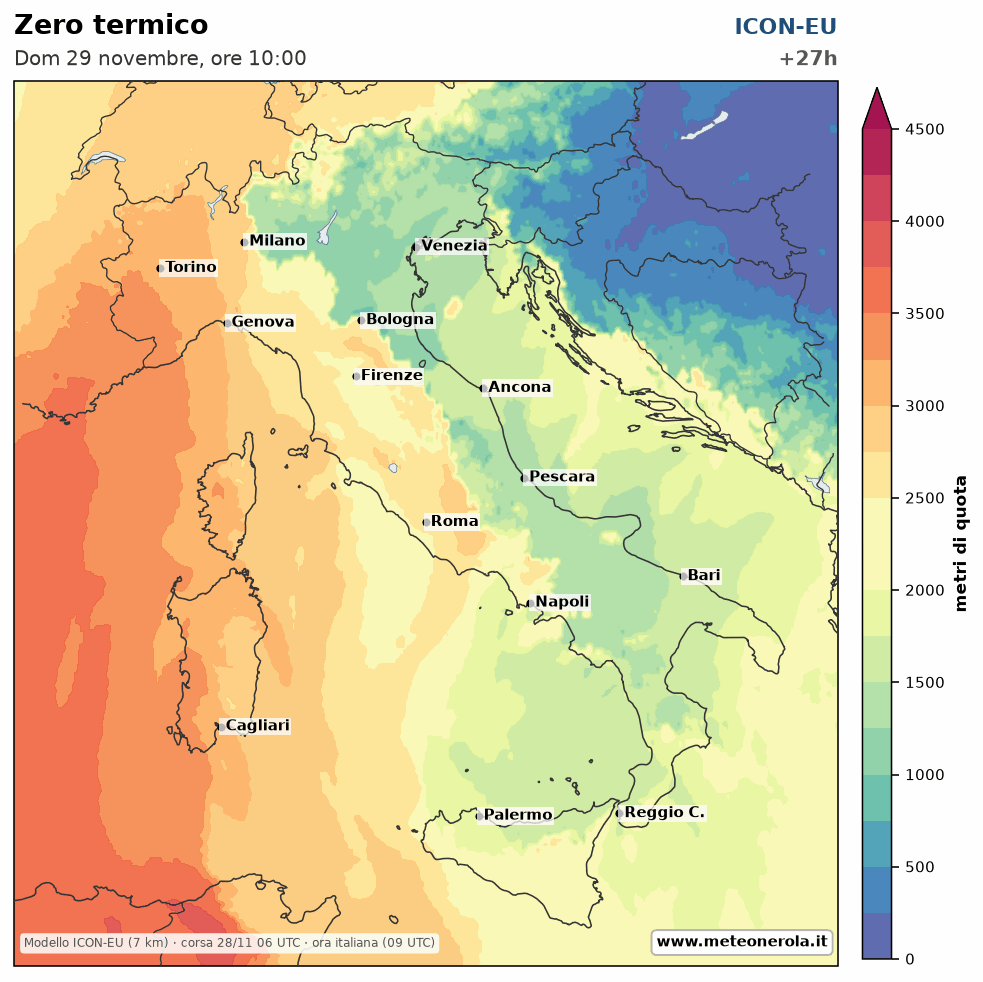 Zero termico
ICON-EU
Dom 29 novembre, ore 10:00
+27h
4500
4000
3500
3000
2500
2000
1500
1000
500
0
metri di quota
Milano
Venezia
Torino
Genova
Bologna
Firenze
Ancona
Pescara
Roma
Bari
Napoli
Cagliari
Palermo
Reggio C.
Modello ICON-EU (7 km) · corsa 28/11 06 UTC · ora italiana (09 UTC)
www.meteonerola.it